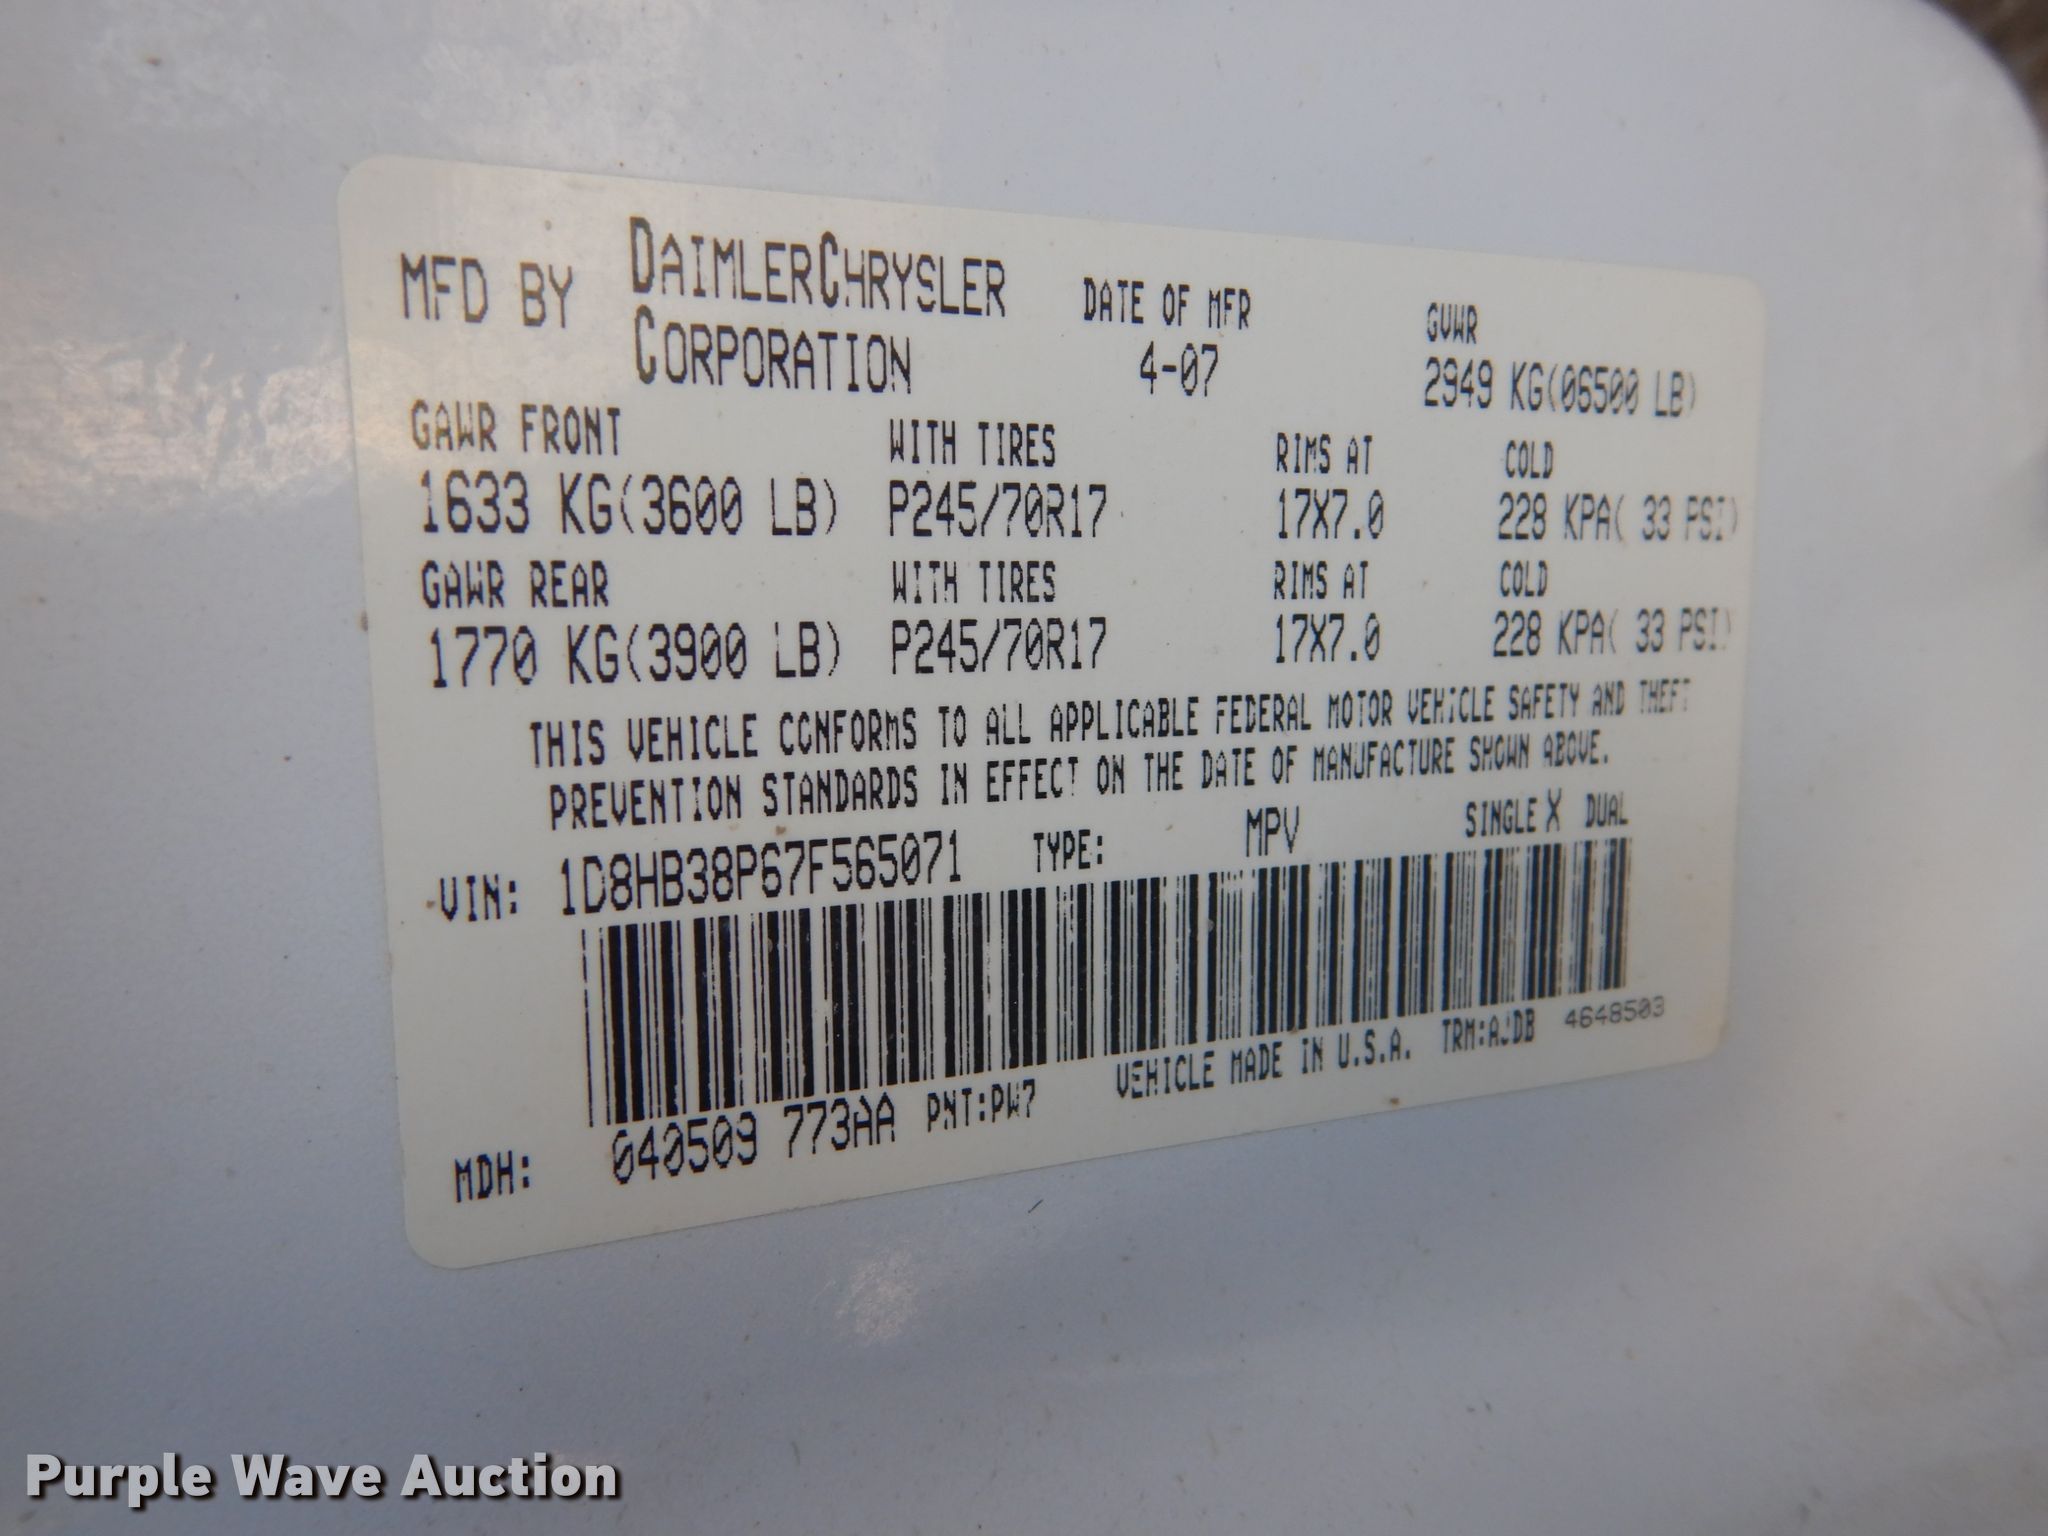 MFD BY DAIMLERCHRYSLER CORPORATION DATE OF MFR 4-07 GVWR 2949 KG(06500 LB)
GAWR FRONT WITH TIRES RIMS AT COLD
1633 KG(3600 LB) P245/70R17 17X7.0 228 KPA( 33 PSI)
GAWR REAR WITH TIRES RIMS AT COLD
1770 KG(3900 LB) P245/70R17 17X7.0 228 KPA( 33 PSI)
THIS VEHICLE CONFORMS TO ALL APPLICABLE FEDERAL MOTOR VEHICLE SAFETY AND THEFT
PREVENTION STANDARDS IN EFFECT ON THE DATE OF MANUFACTURE SHOWN ABOVE.
VIN: 1D8HB38P67F565071 TYPE: MPV SINGLE X DUAL
MDH: 040509 773AA PNT:PW7 VEHICLE MADE IN U.S.A. TRM:AJDB 4648503
Purple Wave Auction